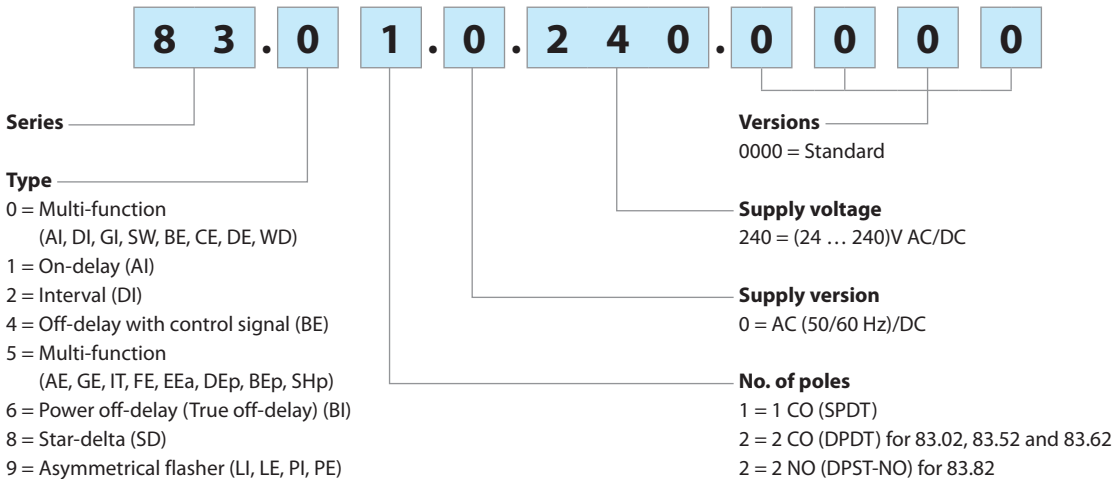 8 3 . 0 1 . 0 . 2 4 0 . 0 0 0 0
Series
Type
0 = Multi-function
(AI, DI, GI, SW, BE, CE, DE, WD)
1 = On-delay (AI)
2 = Interval (DI)
4 = Off-delay with control signal (BE)
5 = Multi-function
(AE, GE, IT, FE, EEa, DEp, BEp, SHp)
6 = Power off-delay (True off-delay) (BI)
8 = Star-delta (SD)
9 = Asymmetrical flasher (LI, LE, PI, PE)
Versions
0000 = Standard
Supply voltage
240 = (24 … 240)V AC/DC
Supply version
0 = AC (50/60 Hz)/DC
No. of poles
1 = 1 CO (SPDT)
2 = 2 CO (DPDT) for 83.02, 83.52 and 83.62
2 = 2 NO (DPST-NO) for 83.82